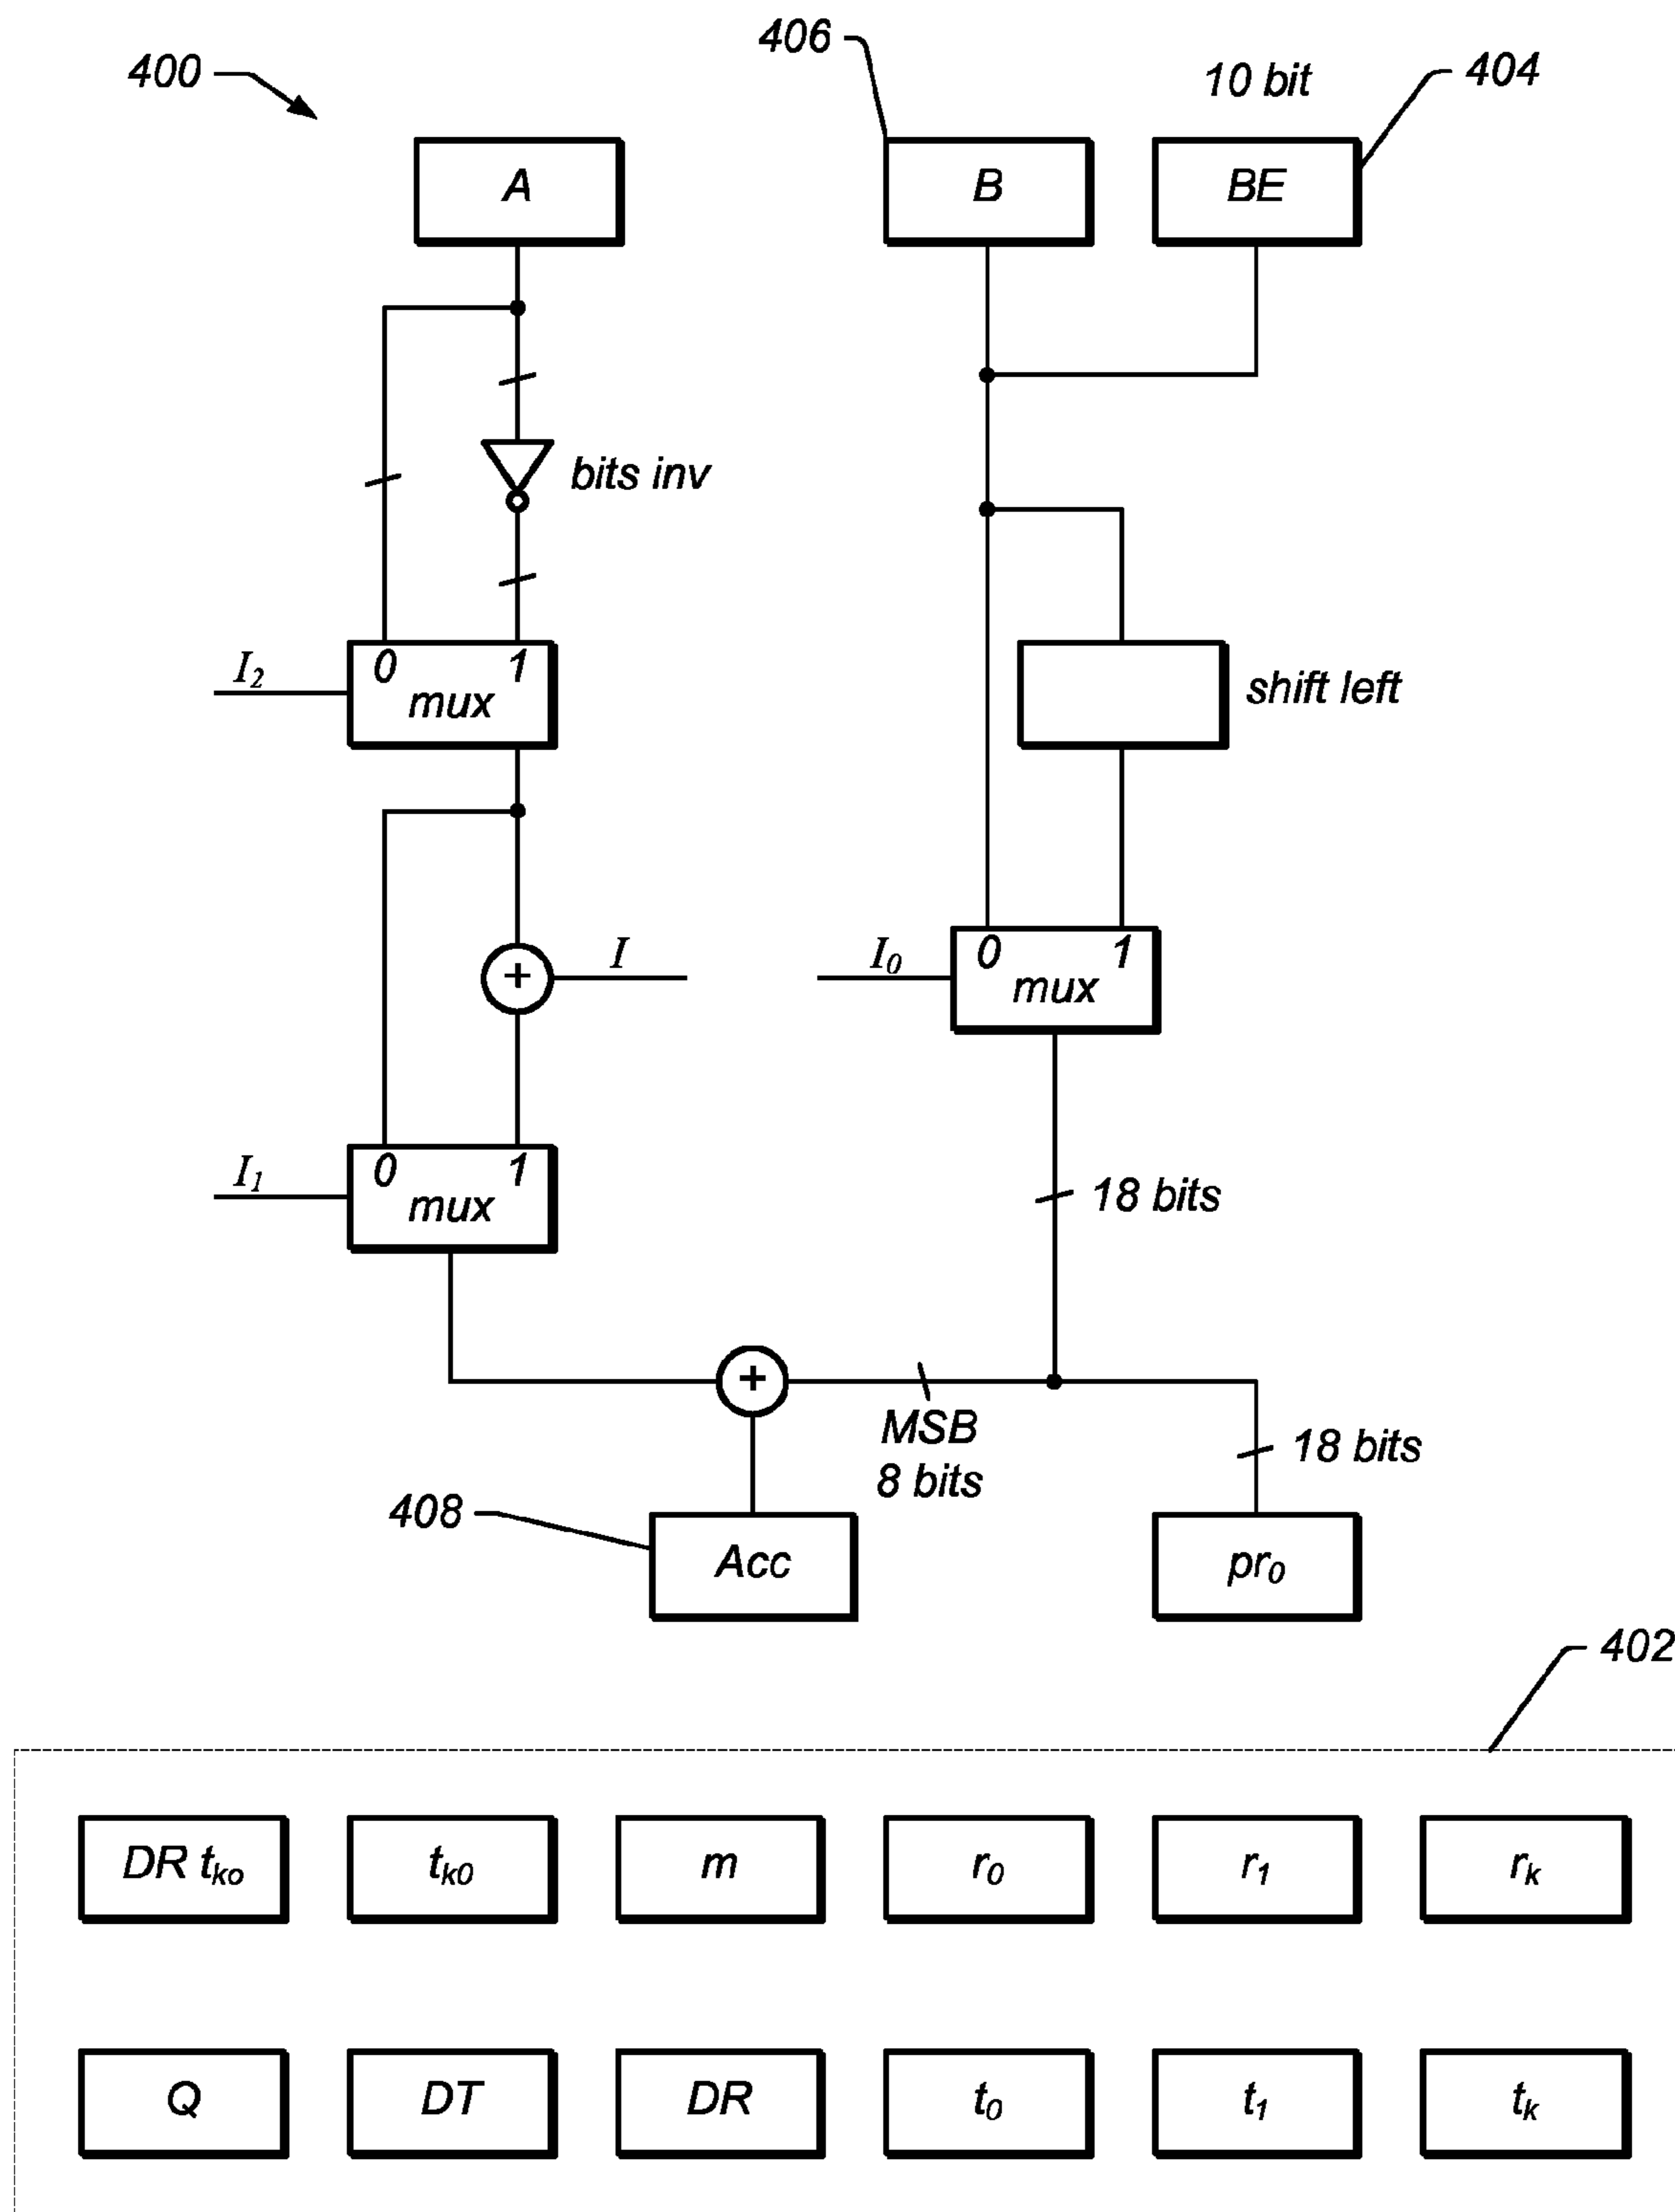 406
400
10 bit
404
A
B
BE
bits inv
I2
0
1
mux
shift left
I
I0
0
1
mux
I1
0
1
mux
18 bits
+
+
MSB
8 bits
18 bits
408
Acc
pr0
402
DR tko
tk0
m
r0
r1
rk
Q
DT
DR
t0
t1
tk